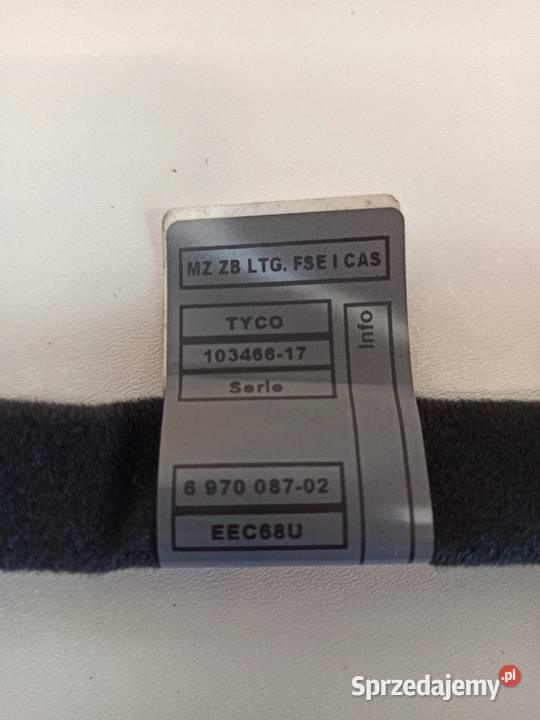 MZ ZB LTG. FSE I CAS
TYCO
103466-17
Serie
Info
6 970 087-02
EEC68U
Sprzedajemy.pl